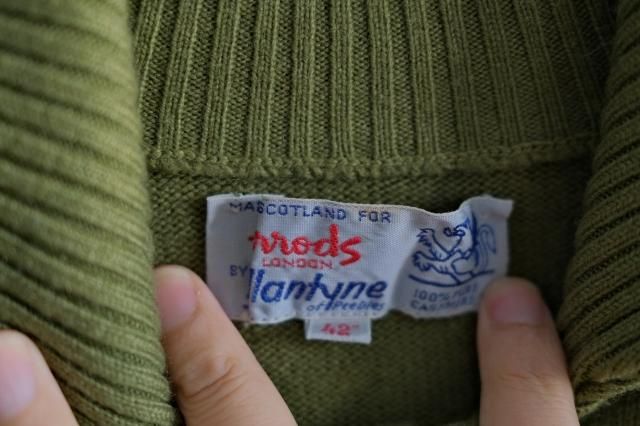 MASCOTLAND FOR
rrods
LONDON
BY
llantyne
of Peebles
100% PURE
CASHMERE
42"